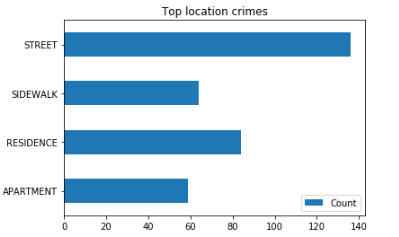 Top location crimes
STREET
SIDEWALK
RESIDENCE
APARTMENT
Count
0 20 40 60 80 100 120 140